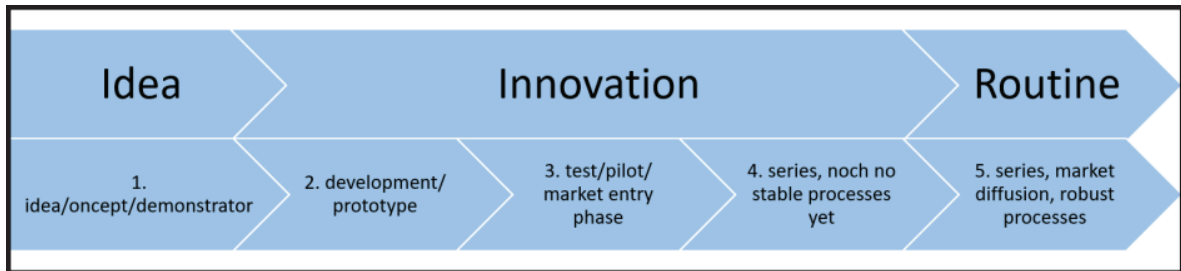 Idea
Innovation
Routine
1.
idea/oncept/demonstrator
2. development/
prototype
3. test/pilot/
market entry
phase
4. series, noch no
stable processes
yet
5. series, market
diffusion, robust
processes